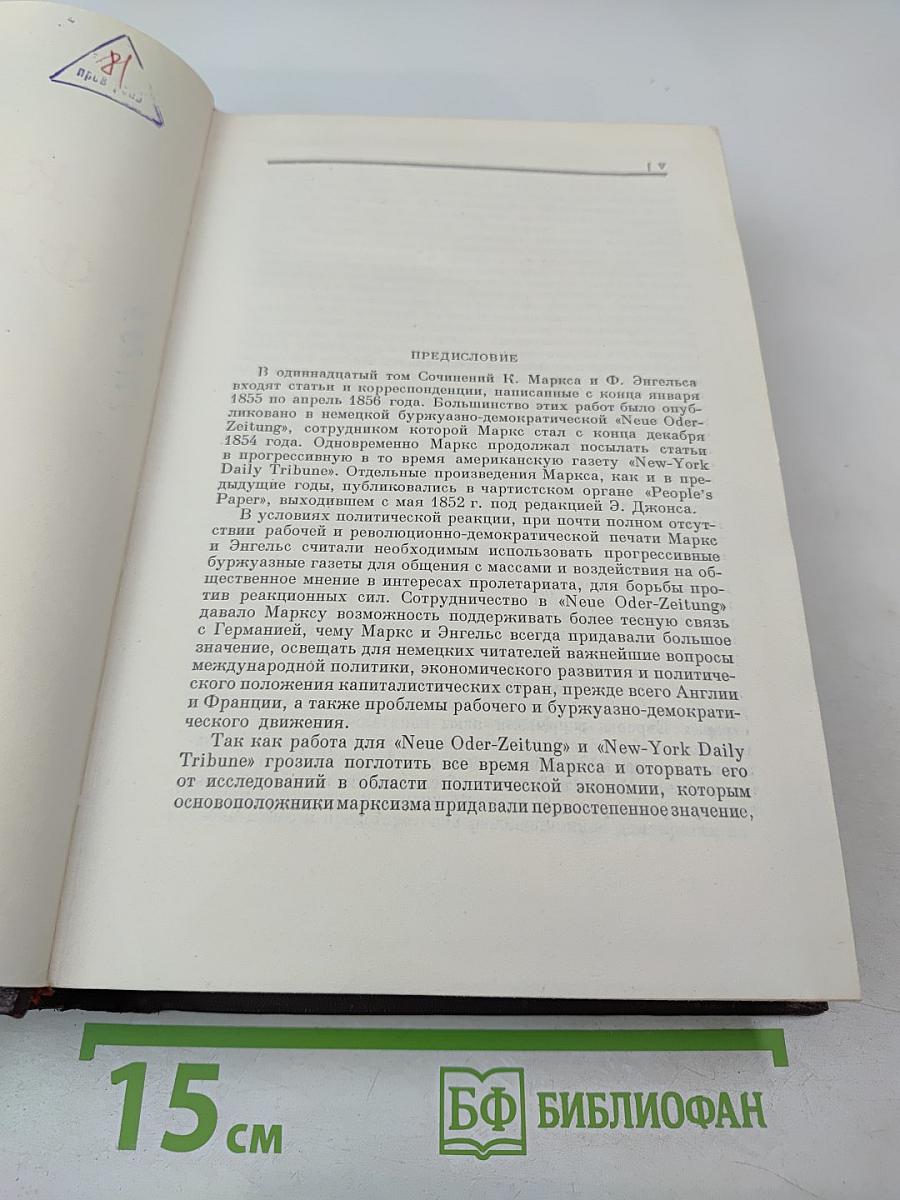 81
[ V
ПРЕДИСЛОВИЕ
В одиннадцатый том Сочинений К. Маркса и Ф. Энгельса
входят статьи и корреспонденции, написанные с конца января
1855 по апрель 1856 года. Большинство этих работ было опуб-
ликовано в немецкой буржуазно-демократической «Neue Oder-
Zeitung», сотрудником которой Маркс стал с конца декабря
1854 года. Одновременно Маркс продолжал посылать статьи
в прогрессивную в то время американскую газету «New-York
Daily Tribune». Отдельные произведения Маркса, как и в пре-
дыдущие годы, публиковались в чартистском органе «People's
Paper», выходившем с мая 1852 г. под редакцией Э. Джонса.
В условиях политической реакции, при почти полном отсут-
ствии рабочей и революционно-демократической печати Маркс
и Энгельс считали необходимым использовать прогрессивные
буржуазные газеты для общения с массами и воздействия на об-
щественное мнение в интересах пролетариата, для борьбы про-
тив реакционных сил. Сотрудничество в «Neue Oder-Zeitung»
давало Марксу возможность поддерживать более тесную связь
с Германией, чему Маркс и Энгельс всегда придавали большое
значение, освещать для немецких читателей важнейшие вопросы
международной политики, экономического развития и политиче-
ского положения капиталистических стран, прежде всего Англии
и Франции, а также проблемы рабочего и буржуазно-демократи-
ческого движения.
Так как работа для «Neue Oder-Zeitung» и «New-York Daily
Tribune» грозила поглотить все время Маркса и оторвать его
от исследований в области политической экономии, которым
основоположники марксизма придавали первостепенное значение,
15 см
БФ БИБЛИОФАН